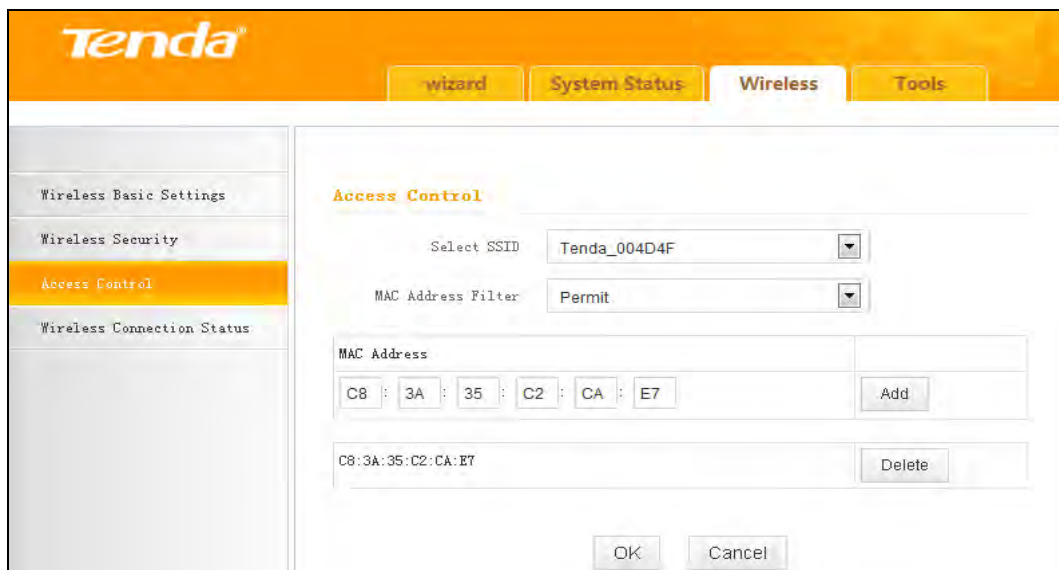 Tenda®
wizard System Status Wireless Tools
Wireless Basic Settings
Wireless Security
Access Control
Wireless Connection Status
Access Control
Select SSID Tenda_004D4F
MAC Address Filter Permit
MAC Address
C8 : 3A : 35 : C2 : CA : E7 Add
C8:3A:35:C2:CA:E7 Delete
OK Cancel